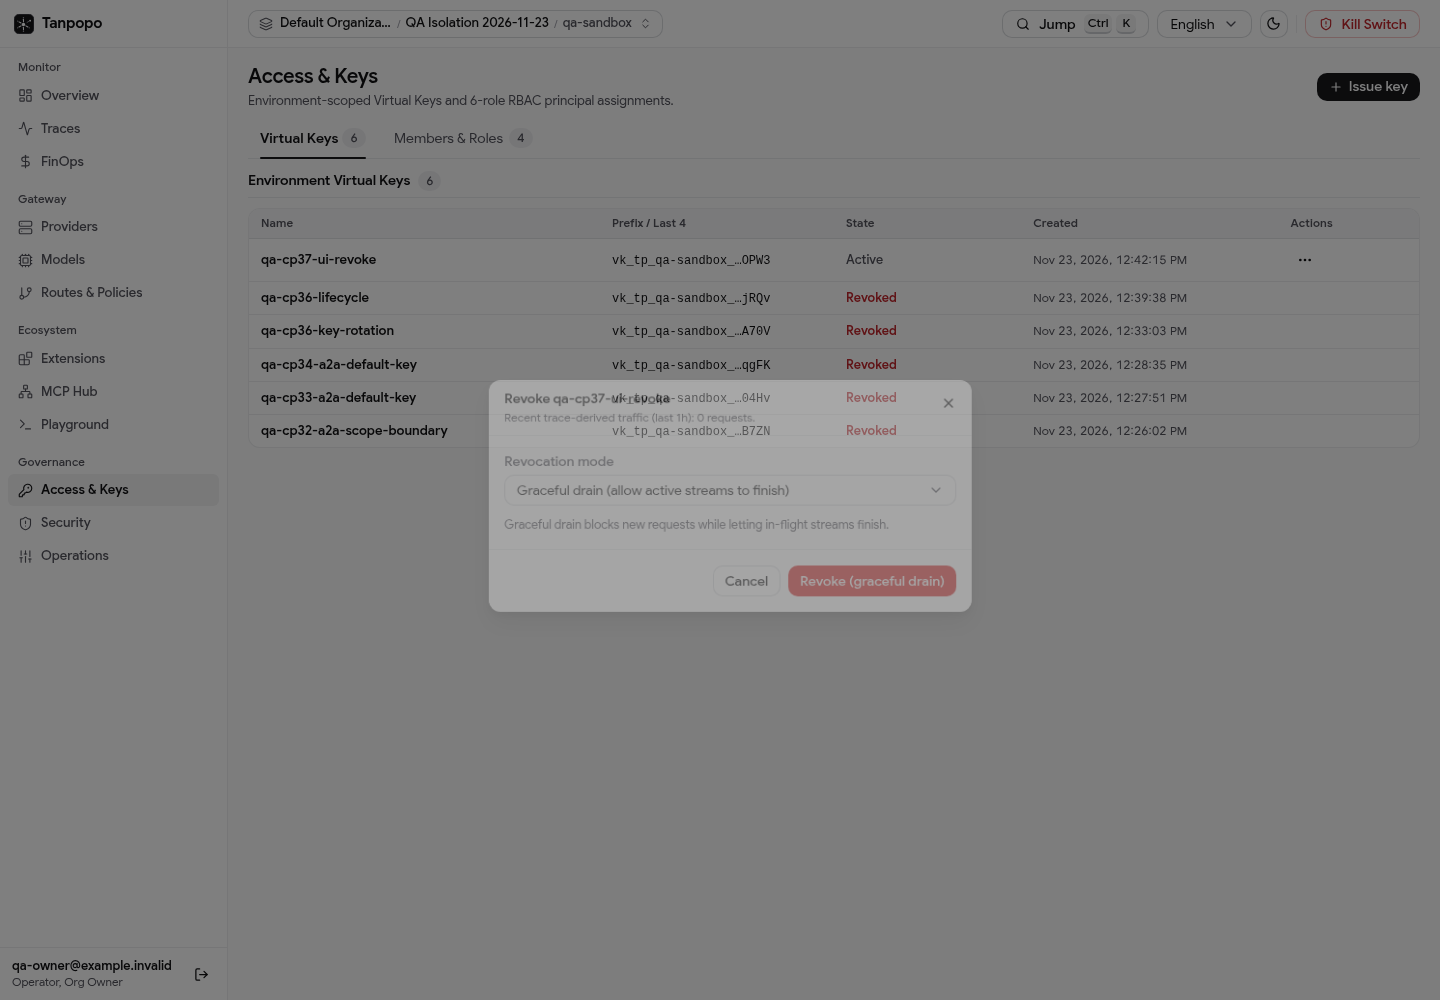 Tanpopo
Default Organiza... / QA Isolation 2026-11-23 / qa-sandbox
Jump Ctrl K
English
Kill Switch
Monitor
Overview
Traces
FinOps
Gateway
Providers
Models
Routes & Policies
Ecosystem
Extensions
MCP Hub
Playground
Governance
Access & Keys
Security
Operations
qa-owner@example.invalid
Operator, Org Owner
Access & Keys
Environment-scoped Virtual Keys and 6-role RBAC principal assignments.
+ Issue key
Virtual Keys 6 Members & Roles 4
Environment Virtual Keys 6
Name Prefix / Last 4 State Created Actions
qa-cp37-ui-revoke vk_tp_qa-sandbox_…OPW3 Active Nov 23, 2026, 12:42:15 PM ...
qa-cp36-lifecycle vk_tp_qa-sandbox_…jRQv Revoked Nov 23, 2026, 12:39:38 PM
qa-cp36-key-rotation vk_tp_qa-sandbox_…A70V Revoked Nov 23, 2026, 12:33:03 PM
qa-cp34-a2a-default-key vk_tp_qa-sandbox_…qgFK Revoked Nov 23, 2026, 12:28:35 PM
qa-cp33-a2a-default-key vk_tp_qa-sandbox_…04Hv Revoked Nov 23, 2026, 12:27:51 PM
qa-cp32-a2a-scope-boundary vk_tp_qa-sandbox_…B7ZN Revoked Nov 23, 2026, 12:26:02 PM
Revoke qa-cp37-ui-revoke
Recent trace-derived traffic (last 1h): 0 requests.
Revocation mode
Graceful drain (allow active streams to finish)
Graceful drain blocks new requests while letting in-flight streams finish.
Cancel
Revoke (graceful drain)